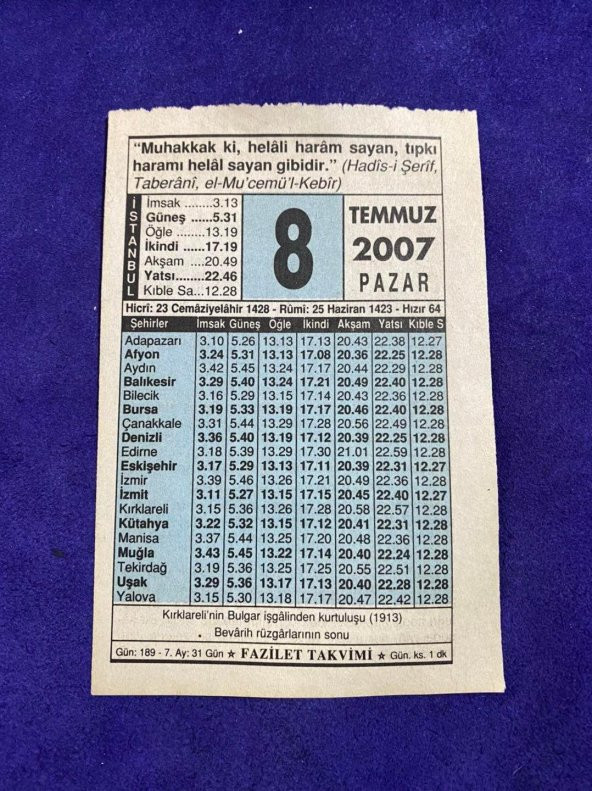 “Muhakkak ki, helâli harâm sayan, tıpkı
haramı helâl sayan gibidir.” (Hadîs-i Şerîf,
Taberânî, el-Mu'cemü'l-Kebîr)
İSTANBUL
İmsak ........3.13
Güneş ......5.31
Öğle ........13.19
İkindi .....17.19
Akşam ....20.49
Yatsı........22.46
Kıble Sa...12.28
8
TEMMUZ
2007
PAZAR
Hicrî: 23 Cemâziyelâhir 1428 - Rûmi: 25 Haziran 1423 - Hızır 64
Şehirler İmsak Güneş Öğle İkindi Akşam Yatsı Kıble S
Adapazarı 3.10 5.26 13.13 17.13 20.43 22.38 12.27
Afyon 3.24 5.31 13.13 17.08 20.36 22.25 12.28
Aydın 3.42 5.45 13.24 17.17 20.44 22.29 12.28
Balıkesir 3.29 5.40 13.24 17.21 20.49 22.40 12.28
Bilecik 3.16 5.29 13.15 17.14 20.43 22.36 12.28
Bursa 3.19 5.33 13.19 17.17 20.46 22.40 12.28
Çanakkale 3.31 5.44 13.29 17.28 20.56 22.49 12.28
Denizli 3.36 5.40 13.19 17.12 20.39 22.25 12.28
Edirne 3.18 5.39 13.29 17.30 21.01 22.59 12.28
Eskişehir 3.17 5.29 13.13 17.11 20.39 22.31 12.27
İzmir 3.39 5.46 13.26 17.21 20.49 22.36 12.28
İzmit 3.11 5.27 13.15 17.15 20.45 22.40 12.27
Kırklareli 3.15 5.36 13.26 17.28 20.58 22.57 12.28
Kütahya 3.22 5.32 13.15 17.12 20.41 22.31 12.28
Manisa 3.37 5.44 13.25 17.20 20.48 22.36 12.28
Muğla 3.43 5.45 13.22 17.14 20.40 22.24 12.28
Tekirdağ 3.19 5.36 13.25 17.25 20.55 22.51 12.28
Uşak 3.29 5.36 13.17 17.13 20.40 22.28 12.28
Yalova 3.15 5.30 13.18 17.17 20.47 22.42 12.28
Kırklareli'nin Bulgar işgâlinden kurtuluşu (1913)
Bevârih rüzgârlarının sonu
Gün: 189 - 7. Ay: 31 Gün ★ FAZİLET TAKVİMİ ★ Gün. ks. 1 dk